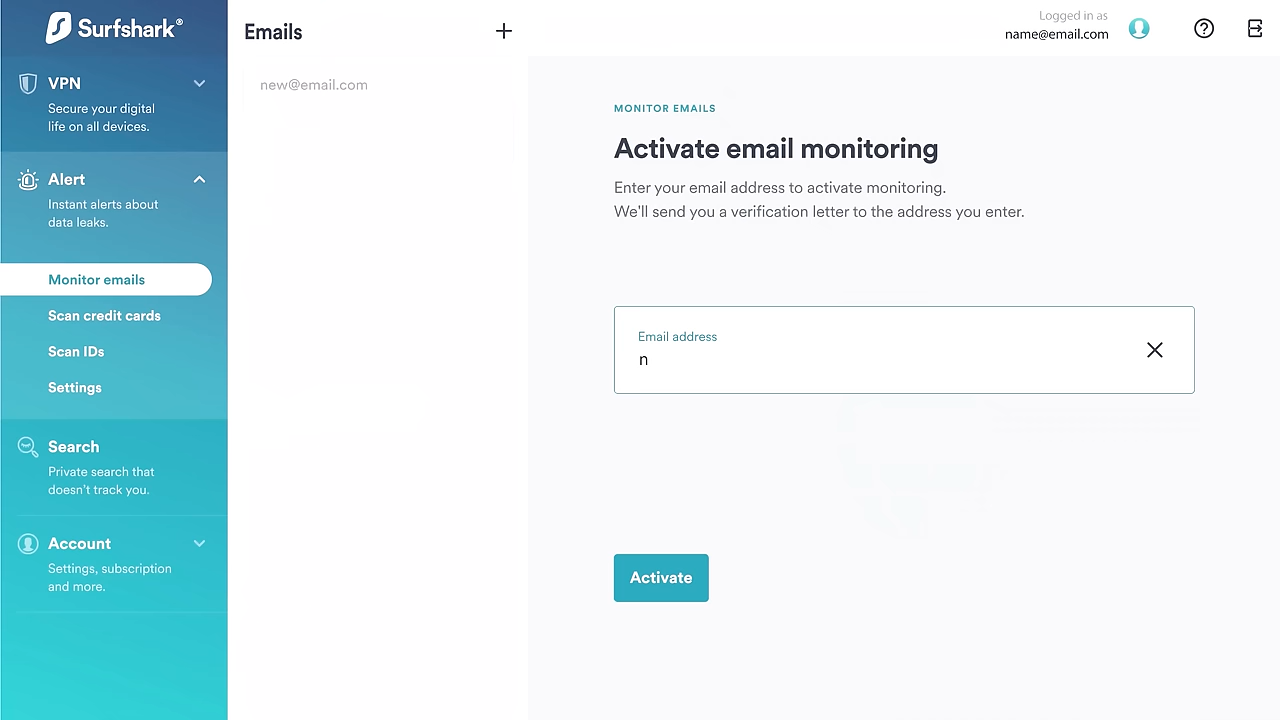 Surfshark®
VPN
Secure your digital
life on all devices.
Alert
Instant alerts about
data leaks.
Monitor emails
Scan credit cards
Scan IDs
Settings
Search
Private search that
doesn't track you.
Account
Settings, subscription
and more.
Emails
new@email.com
Logged in as
name@email.com
MONITOR EMAILS
Activate email monitoring
Enter your email address to activate monitoring.
We'll send you a verification letter to the address you enter.
Email address
n
Activate